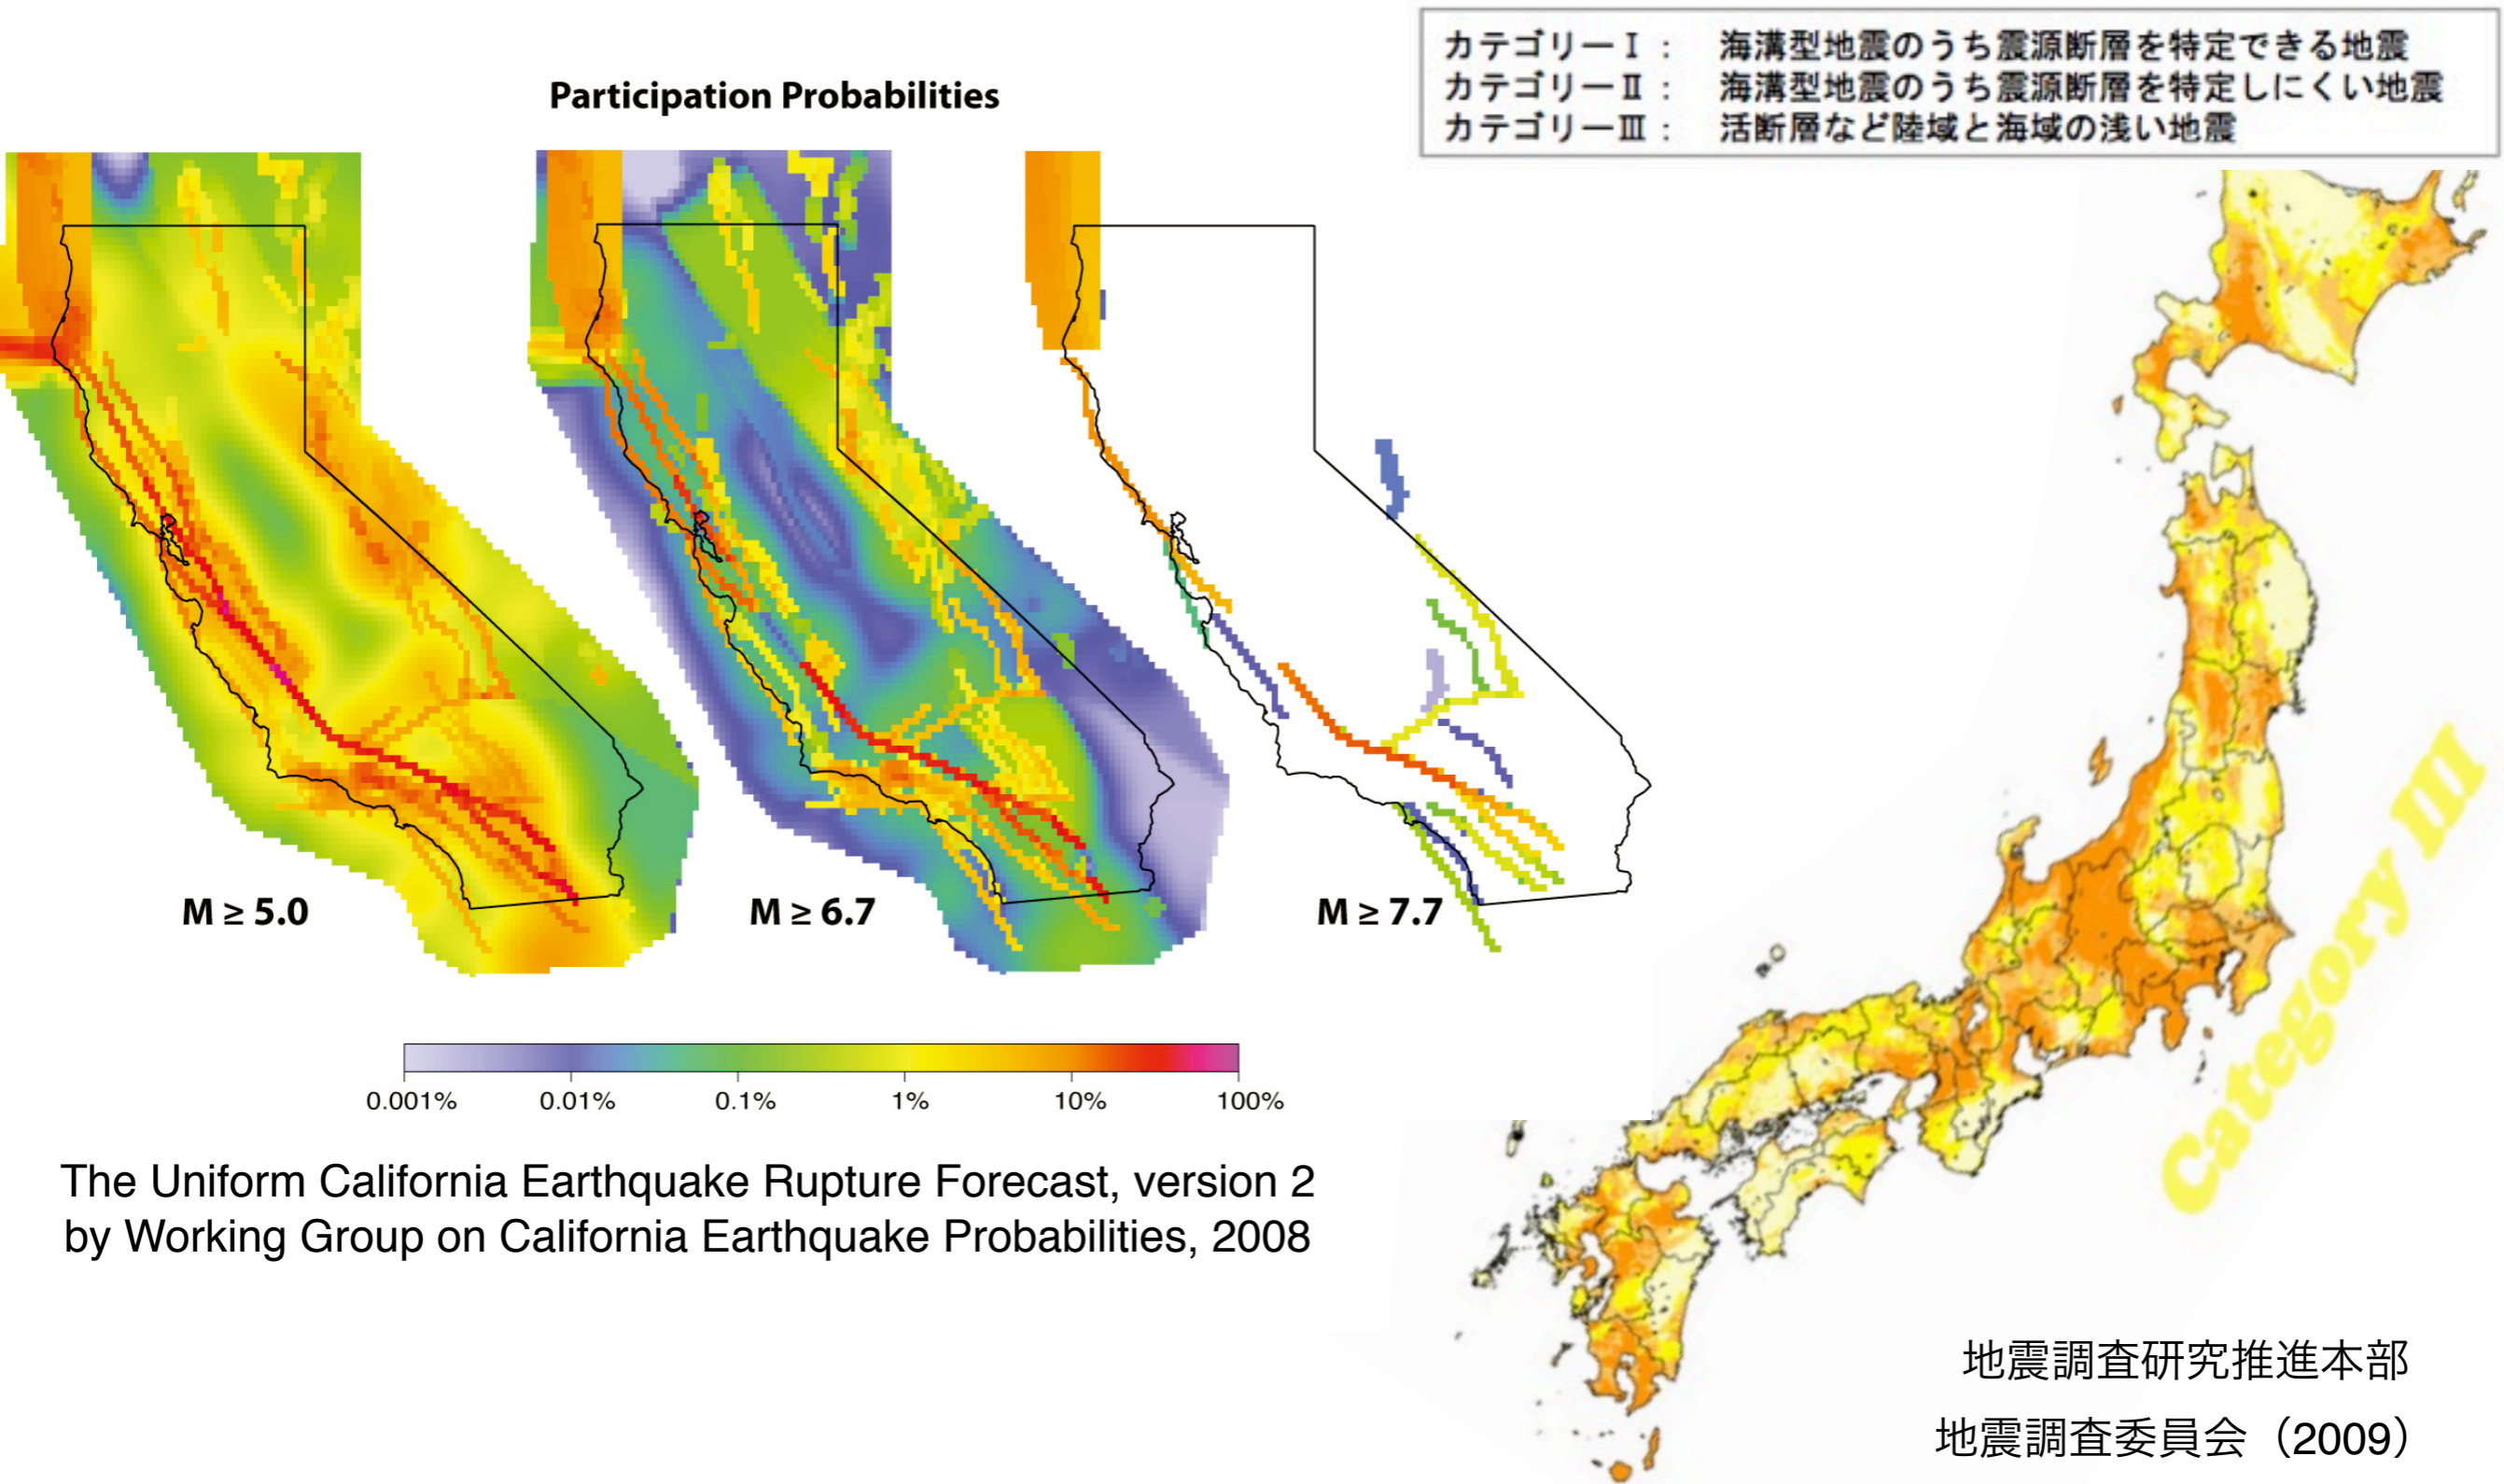 Participation Probabilities
カテゴリーⅠ： 海溝型地震のうち震源断層を特定できる地震
カテゴリーⅡ： 海溝型地震のうち震源断層を特定しにくい地震
カテゴリーⅢ： 活断層など陸域と海域の浅い地震
M ≥ 5.0
M ≥ 6.7
M ≥ 7.7
0.001% 0.01% 0.1% 1% 10% 100%
The Uniform California Earthquake Rupture Forecast, version 2
by Working Group on California Earthquake Probabilities, 2008
Category III
地震調査研究推進本部
地震調査委員会（2009）